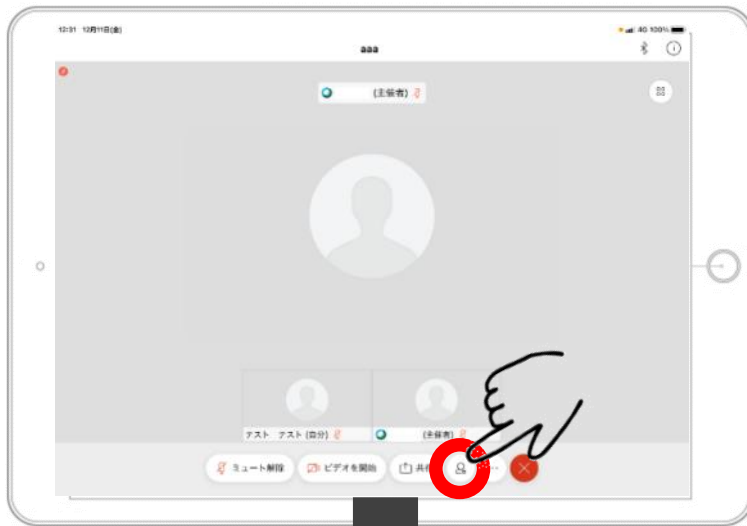 12:31 12月11日(金)
4G 100%
aaa
(主催者)
テスト テスト (自分)
(主催者)
ミュート解除
ビデオを開始
共